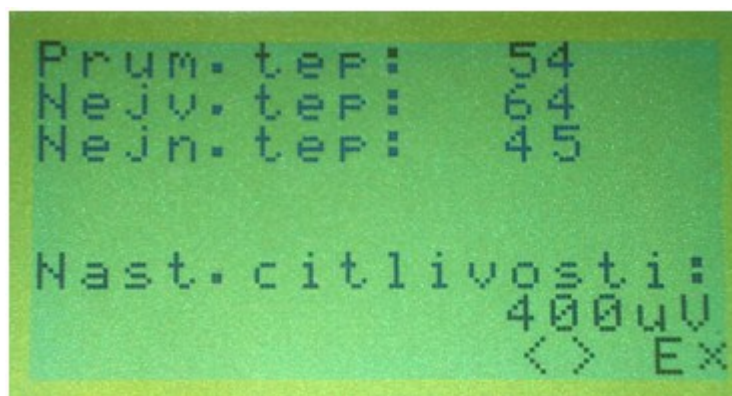 Prum.tep: 54
Nejv.tep: 64
Nejn.tep: 45
Nast.citlivosti:
400uV
<> Ex